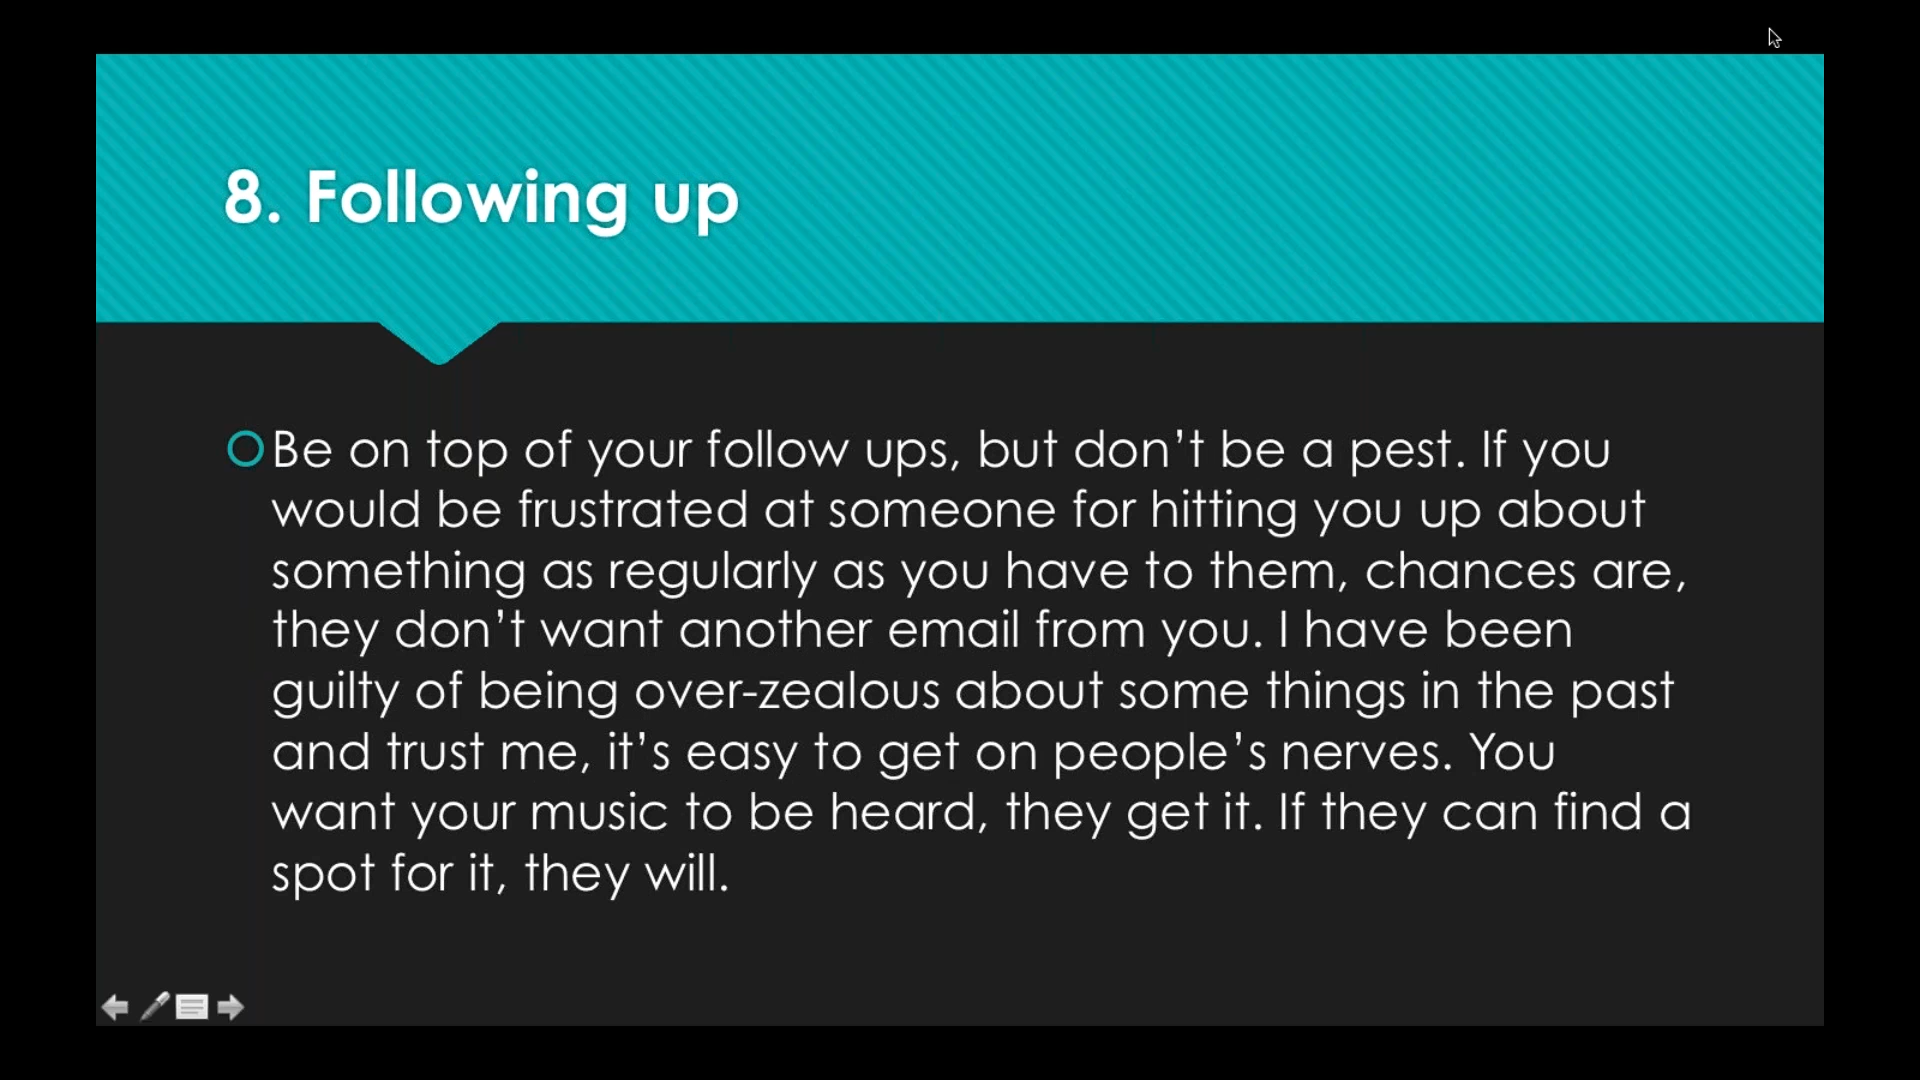 8. Following up
Be on top of your follow ups, but don’t be a pest. If you
would be frustrated at someone for hitting you up about
something as regularly as you have to them, chances are,
they don’t want another email from you. I have been
guilty of being over-zealous about some things in the past
and trust me, it’s easy to get on people’s nerves. You
want your music to be heard, they get it. If they can find a
spot for it, they will.